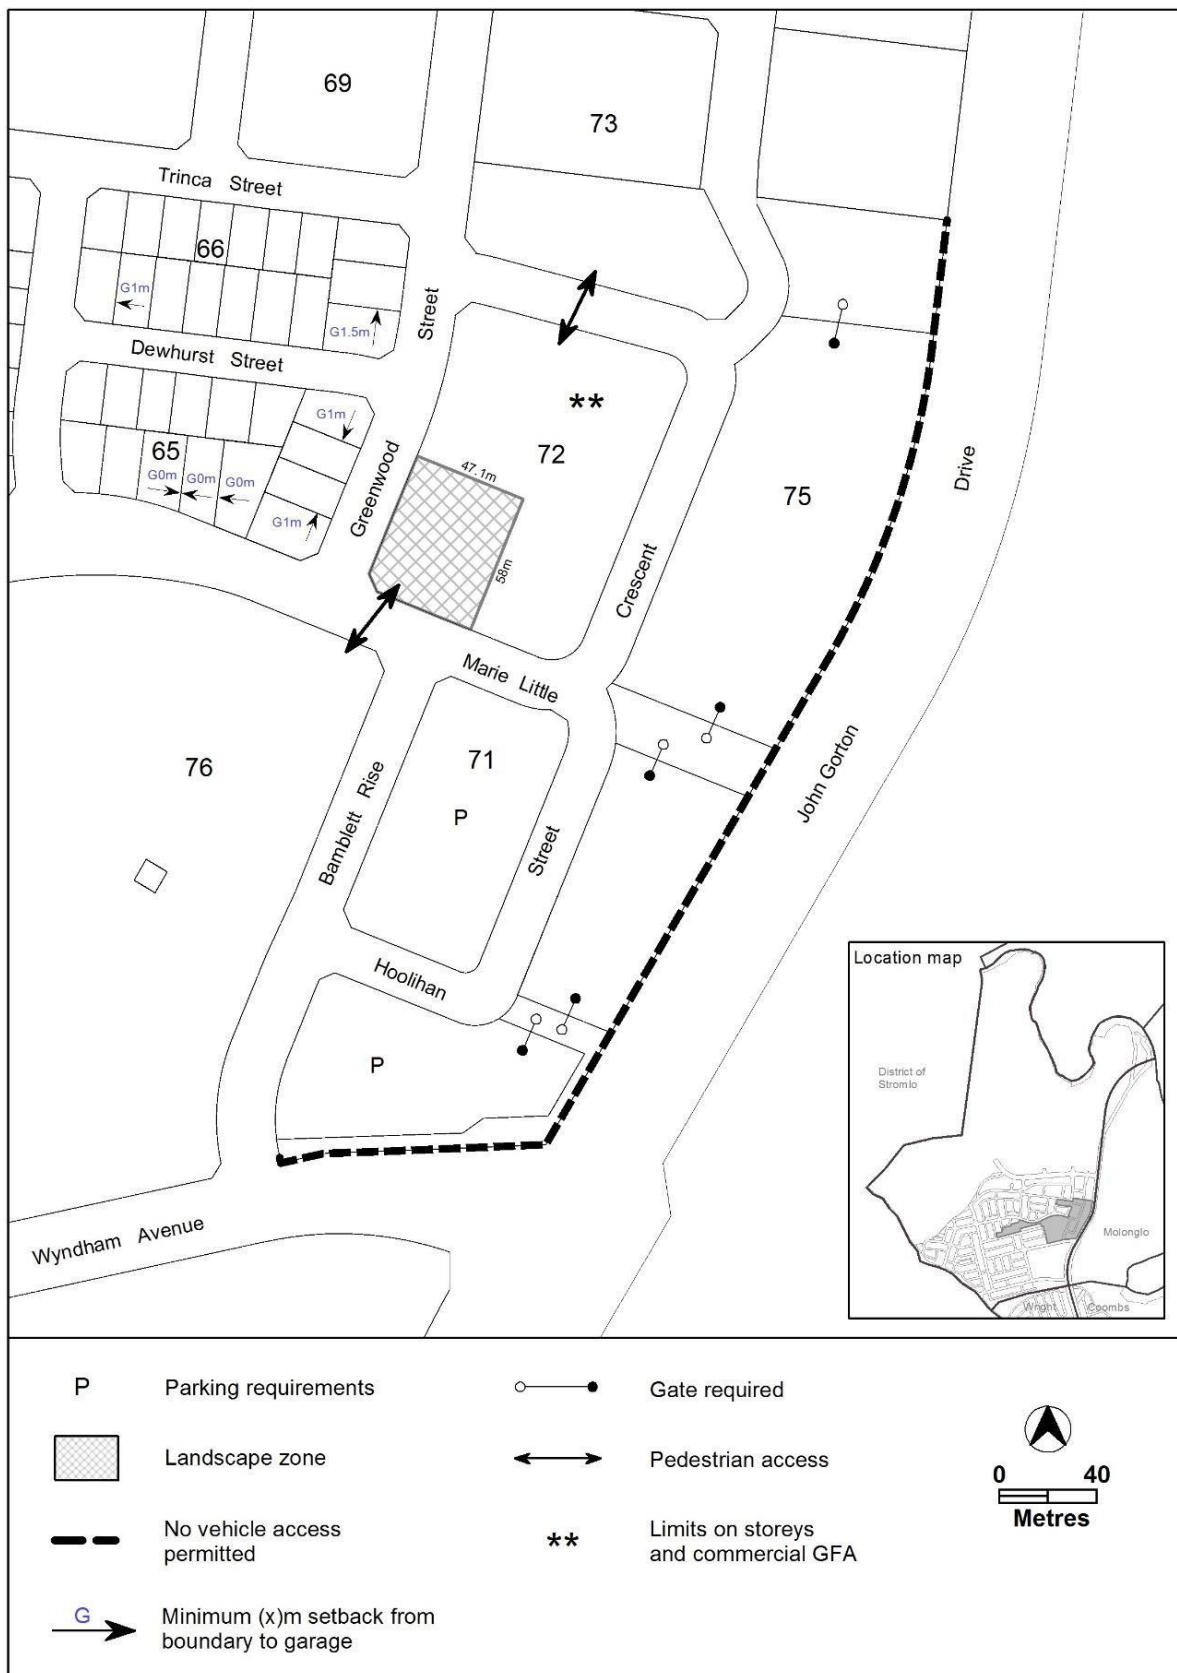 69
73
Trinca Street
66
G1m
G1.5m
Street
Dewhurst Street
**
G1m
65
72
G0m G0m G0m
47.1m
Greenwood
Drive
75
G1m
58m
Crescent
Marie Little
76
71
John Gorton
P
Bamblett Rise
Street
Hoolihan
P
Wyndham Avenue
Location map
District of
Stromlo
Molonglo
Wright
Coombs
P Parking requirements
Gate required
Landscape zone
Pedestrian access
No vehicle access
permitted
** Limits on storeys
and commercial GFA
G Minimum (x)m setback from
boundary to garage
0 40
Metres